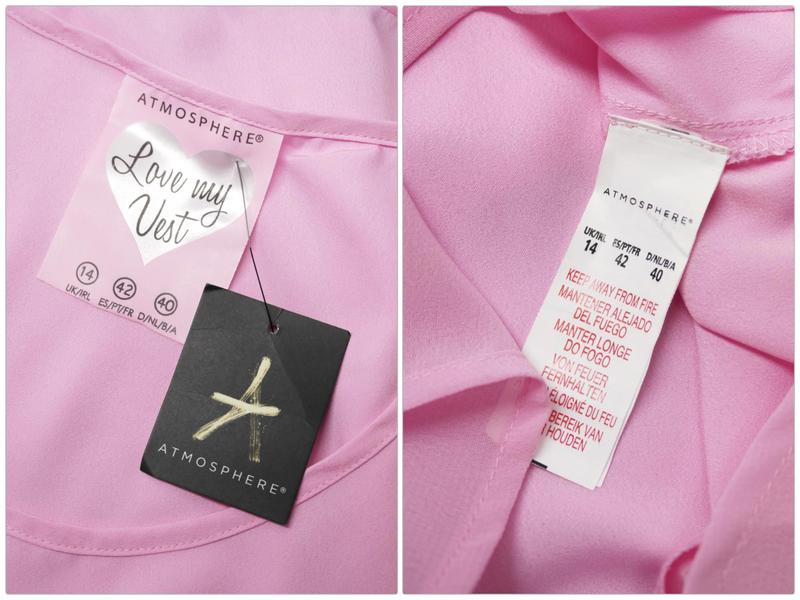 ATMOSPHERE®
Love my
Vest
14 42 40
UK/IRL ES/PT/FR D/NL/B/A
ATMOSPHERE®
ATMOSPHERE®
UK/IRL ES/PT/FR D/NL/B/A
14 42 40
KEEP AWAY FROM FIRE
MANTENER ALEJADO
DEL FUEGO
MANTER LONGE
DO FOGO
VON FEUER
FERNHALTEN
ÉLOIGNÉ DU FEU
BEREIK VAN
HOUDEN